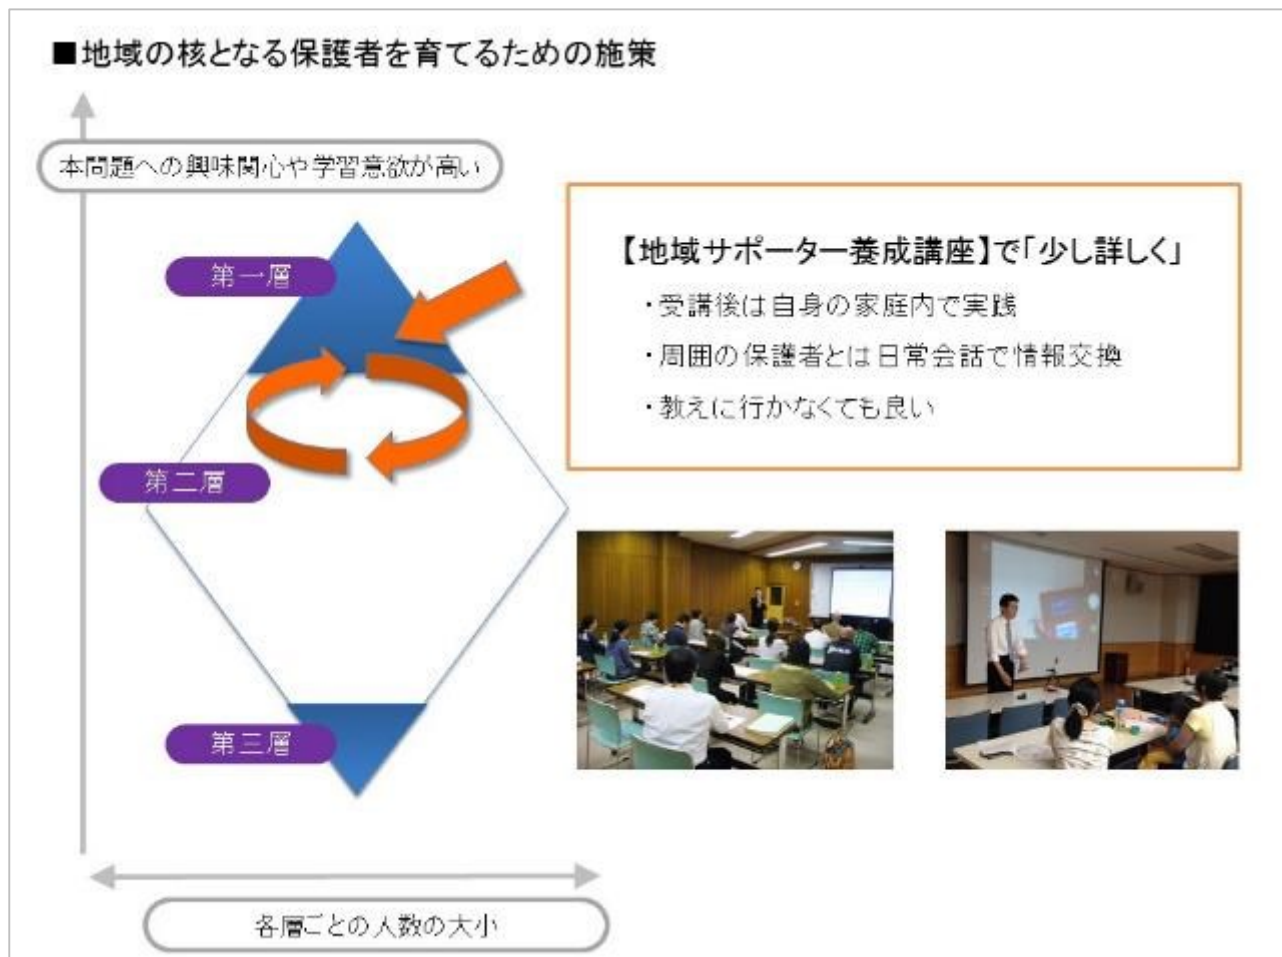 ■地域の核となる保護者を育てるための施策
本問題への興味関心や学習意欲が高い
第一層
【地域サポーター養成講座】で「少し詳しく」
・受講後は自身の家庭内で実践
・周囲の保護者とは日常会話で情報交換
・教えに行かなくても良い
第二層
第三層
各層ごとの人数の大小